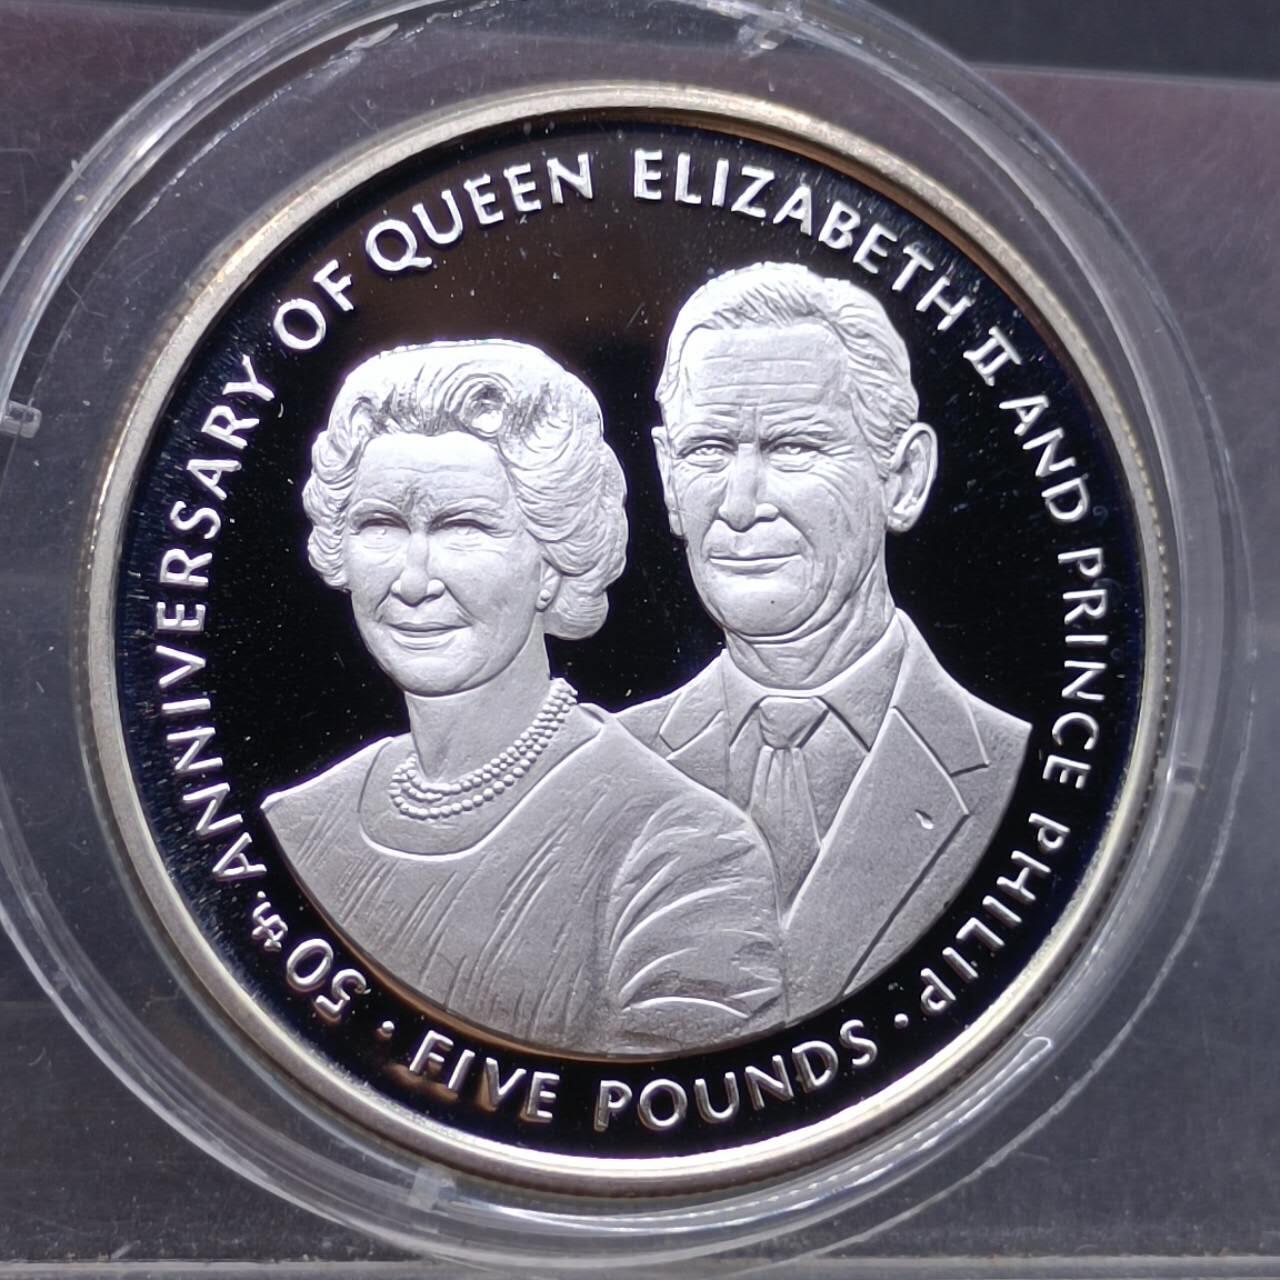 50th. ANNIVERSARY OF QUEEN ELIZABETH II AND PRINCE PHILIP
• FIVE POUNDS •